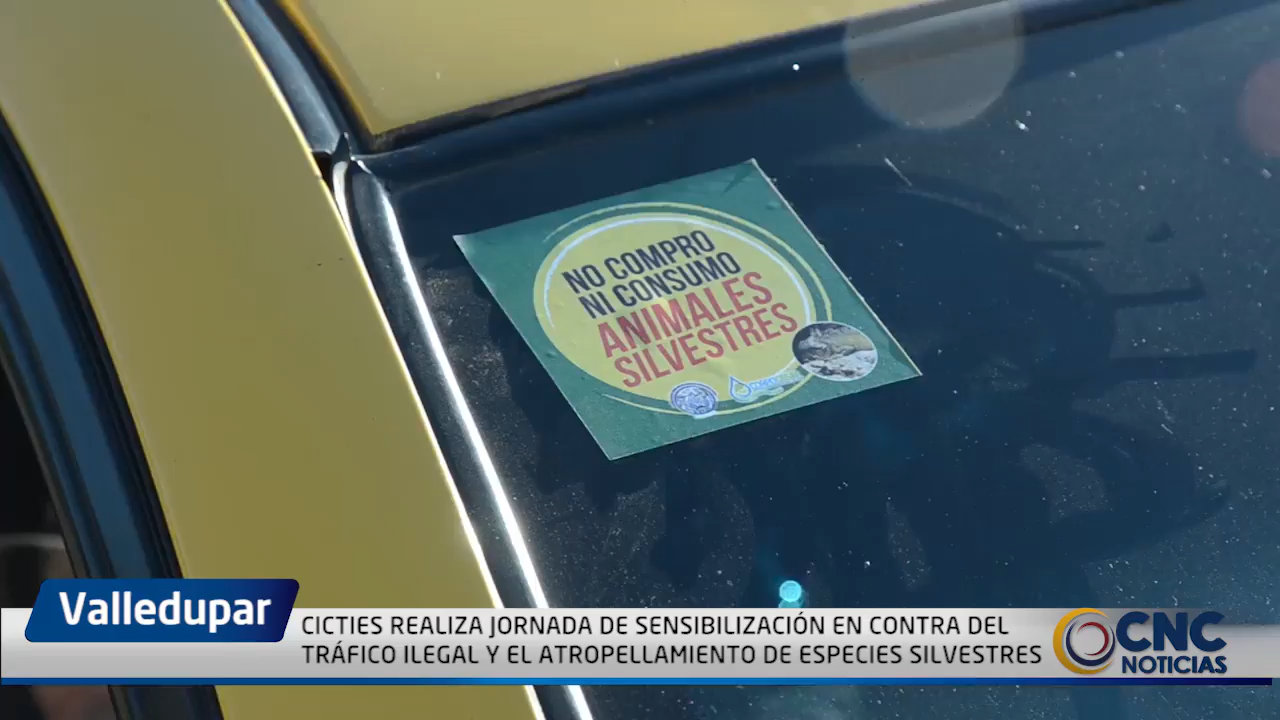 NO COMPRO
NI CONSUMO
ANIMALES
SILVESTRES
Valledupar
CICTIES REALIZA JORNADA DE SENSIBILIZACIÓN EN CONTRA DEL
TRÁFICO ILEGAL Y EL ATROPELLAMIENTO DE ESPECIES SILVESTRES
CNC
NOTICIAS